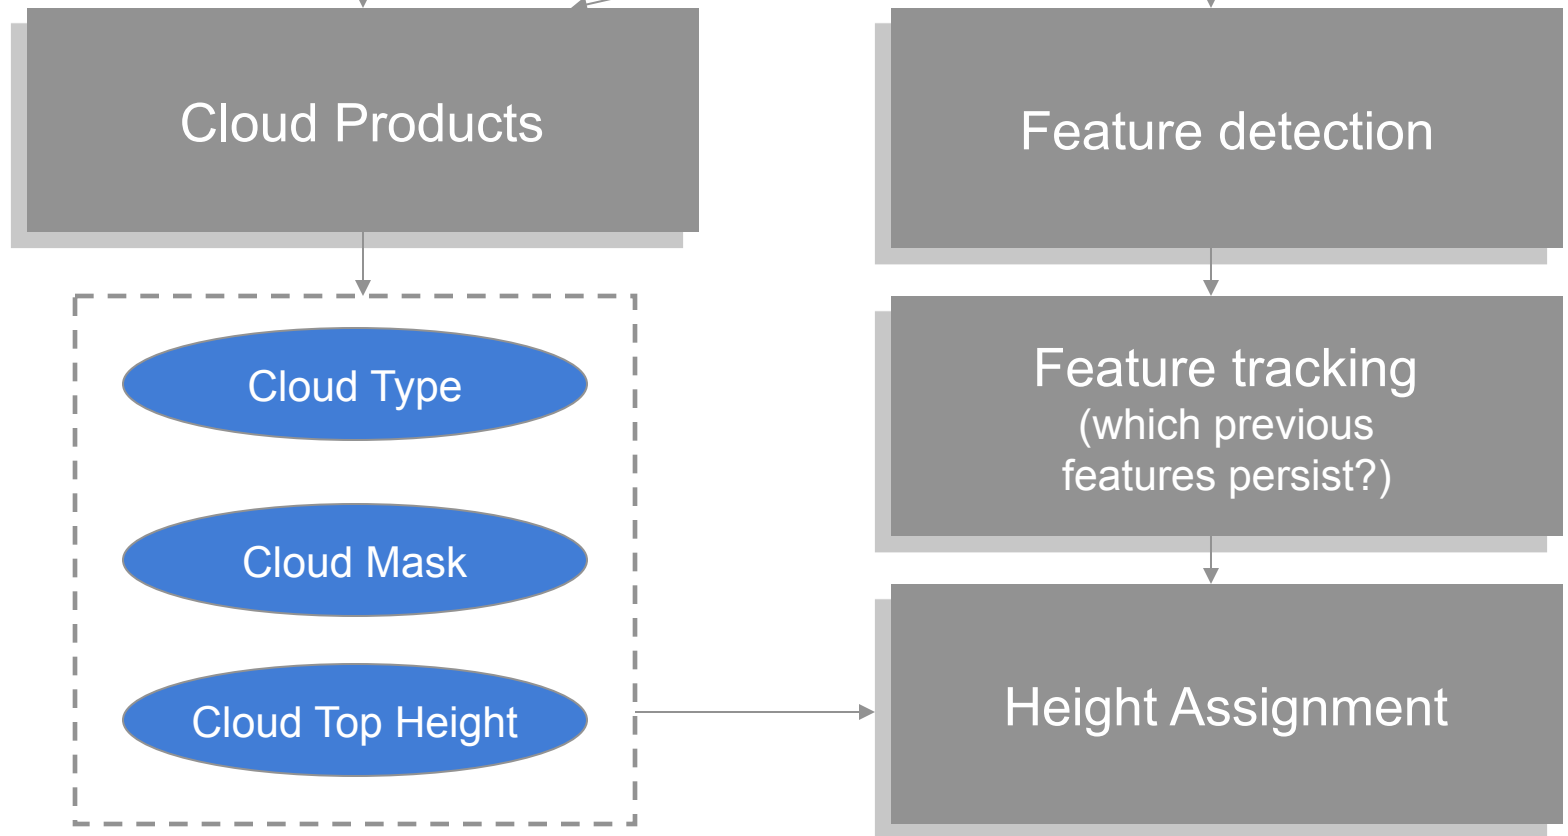 Cloud Products
Cloud Type
Cloud Mask
Cloud Top Height
Feature detection
Feature tracking
(which previous
features persist?)
Height Assignment